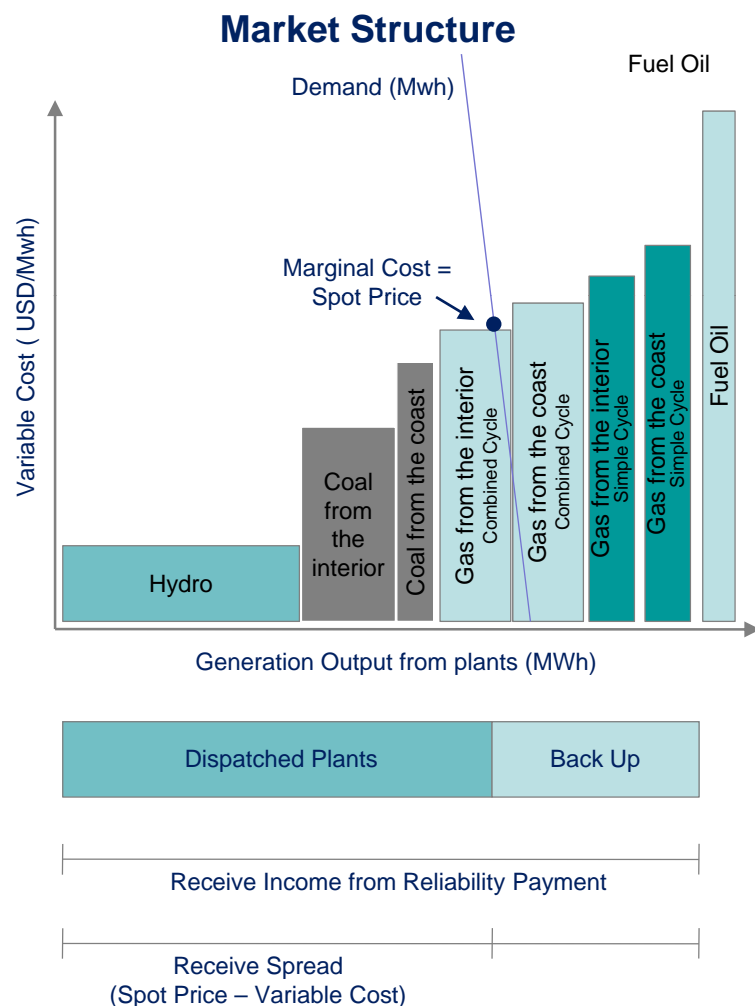 Market Structure
Fuel Oil
Demand (Mwh)
Variable Cost ( USD/Mwh)
Marginal Cost =
Spot Price
Hydro
Coal
from
the
interior
Coal from the coast
Gas from the interior
Combined Cycle
Gas from the coast
Combined Cycle
Gas from the interior
Simple Cycle
Gas from the coast
Simple Cycle
Fuel Oil
Generation Output from plants (MWh)
Dispatched Plants
Back Up
Receive Income from Reliability Payment
Receive Spread
(Spot Price – Variable Cost)